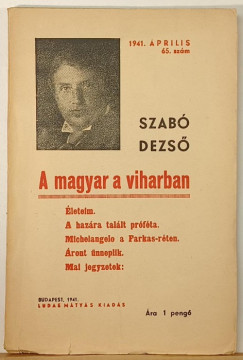 1941. ÁPRILIS
65. szám
SZABÓ
DEZSŐ
A magyar a viharban
Életeim.
A hazára talált próféta.
Michelangelo a Farkas-réten.
Áront ünneplik.
Mai jegyzetek:
BUDAPEST, 1941.
LUDAS MÁTYÁS KIADÁS
Ára 1 pengő